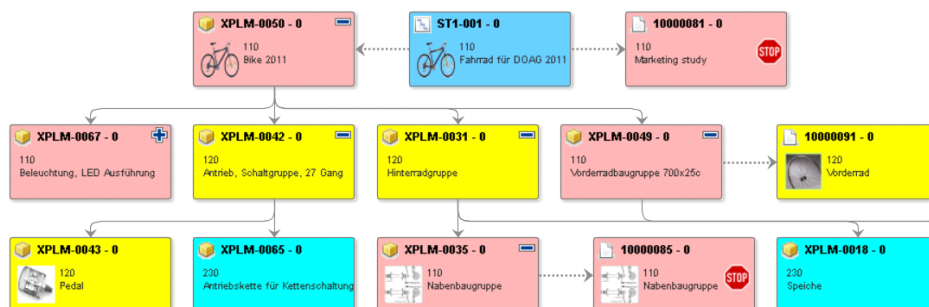 XPLM-0050 - 0
110
Bike 2011
ST1-001 - 0
110
Fahrrad für DOAG 2011
10000081 - 0
110
Marketing study
STOP
XPLM-0067 - 0
110
Beleuchtung, LED Ausführung
XPLM-0042 - 0
120
Antrieb, Schaltgruppe, 27 Gang
XPLM-0031 - 0
120
Hinterradgruppe
XPLM-0049 - 0
110
Vorderradbaugruppe 700x25c
10000091 - 0
120
Vorderrad
XPLM-0043 - 0
120
Pedal
XPLM-0065 - 0
230
Antriebskette für Kettenschaltung
XPLM-0035 - 0
110
Nabenbaugruppe
10000085 - 0
110
Nabenbaugruppe
STOP
XPLM-0018 - 0
230
Speiche